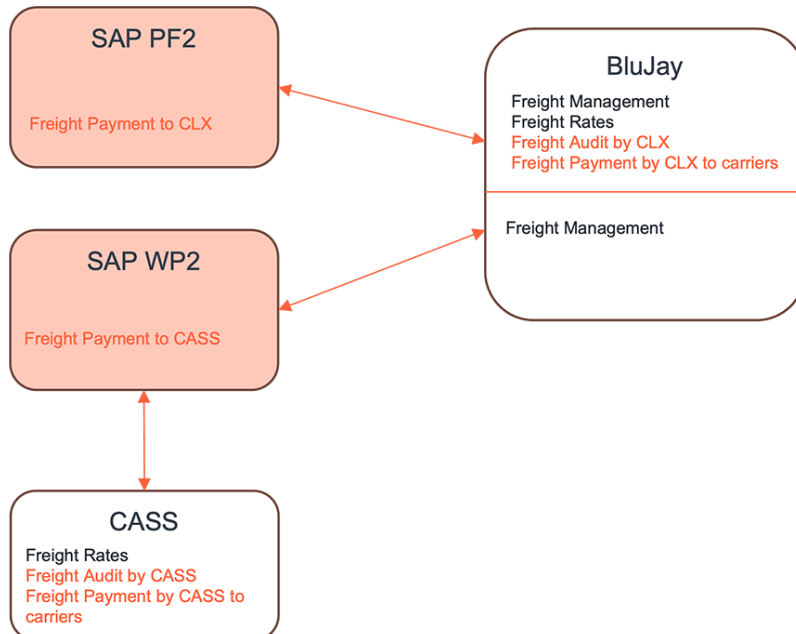 SAP PF2
Freight Payment to CLX
BluJay
Freight Management
Freight Rates
Freight Audit by CLX
Freight Payment by CLX to carriers
Freight Management
SAP WP2
Freight Payment to CASS
CASS
Freight Rates
Freight Audit by CASS
Freight Payment by CASS to
carriers